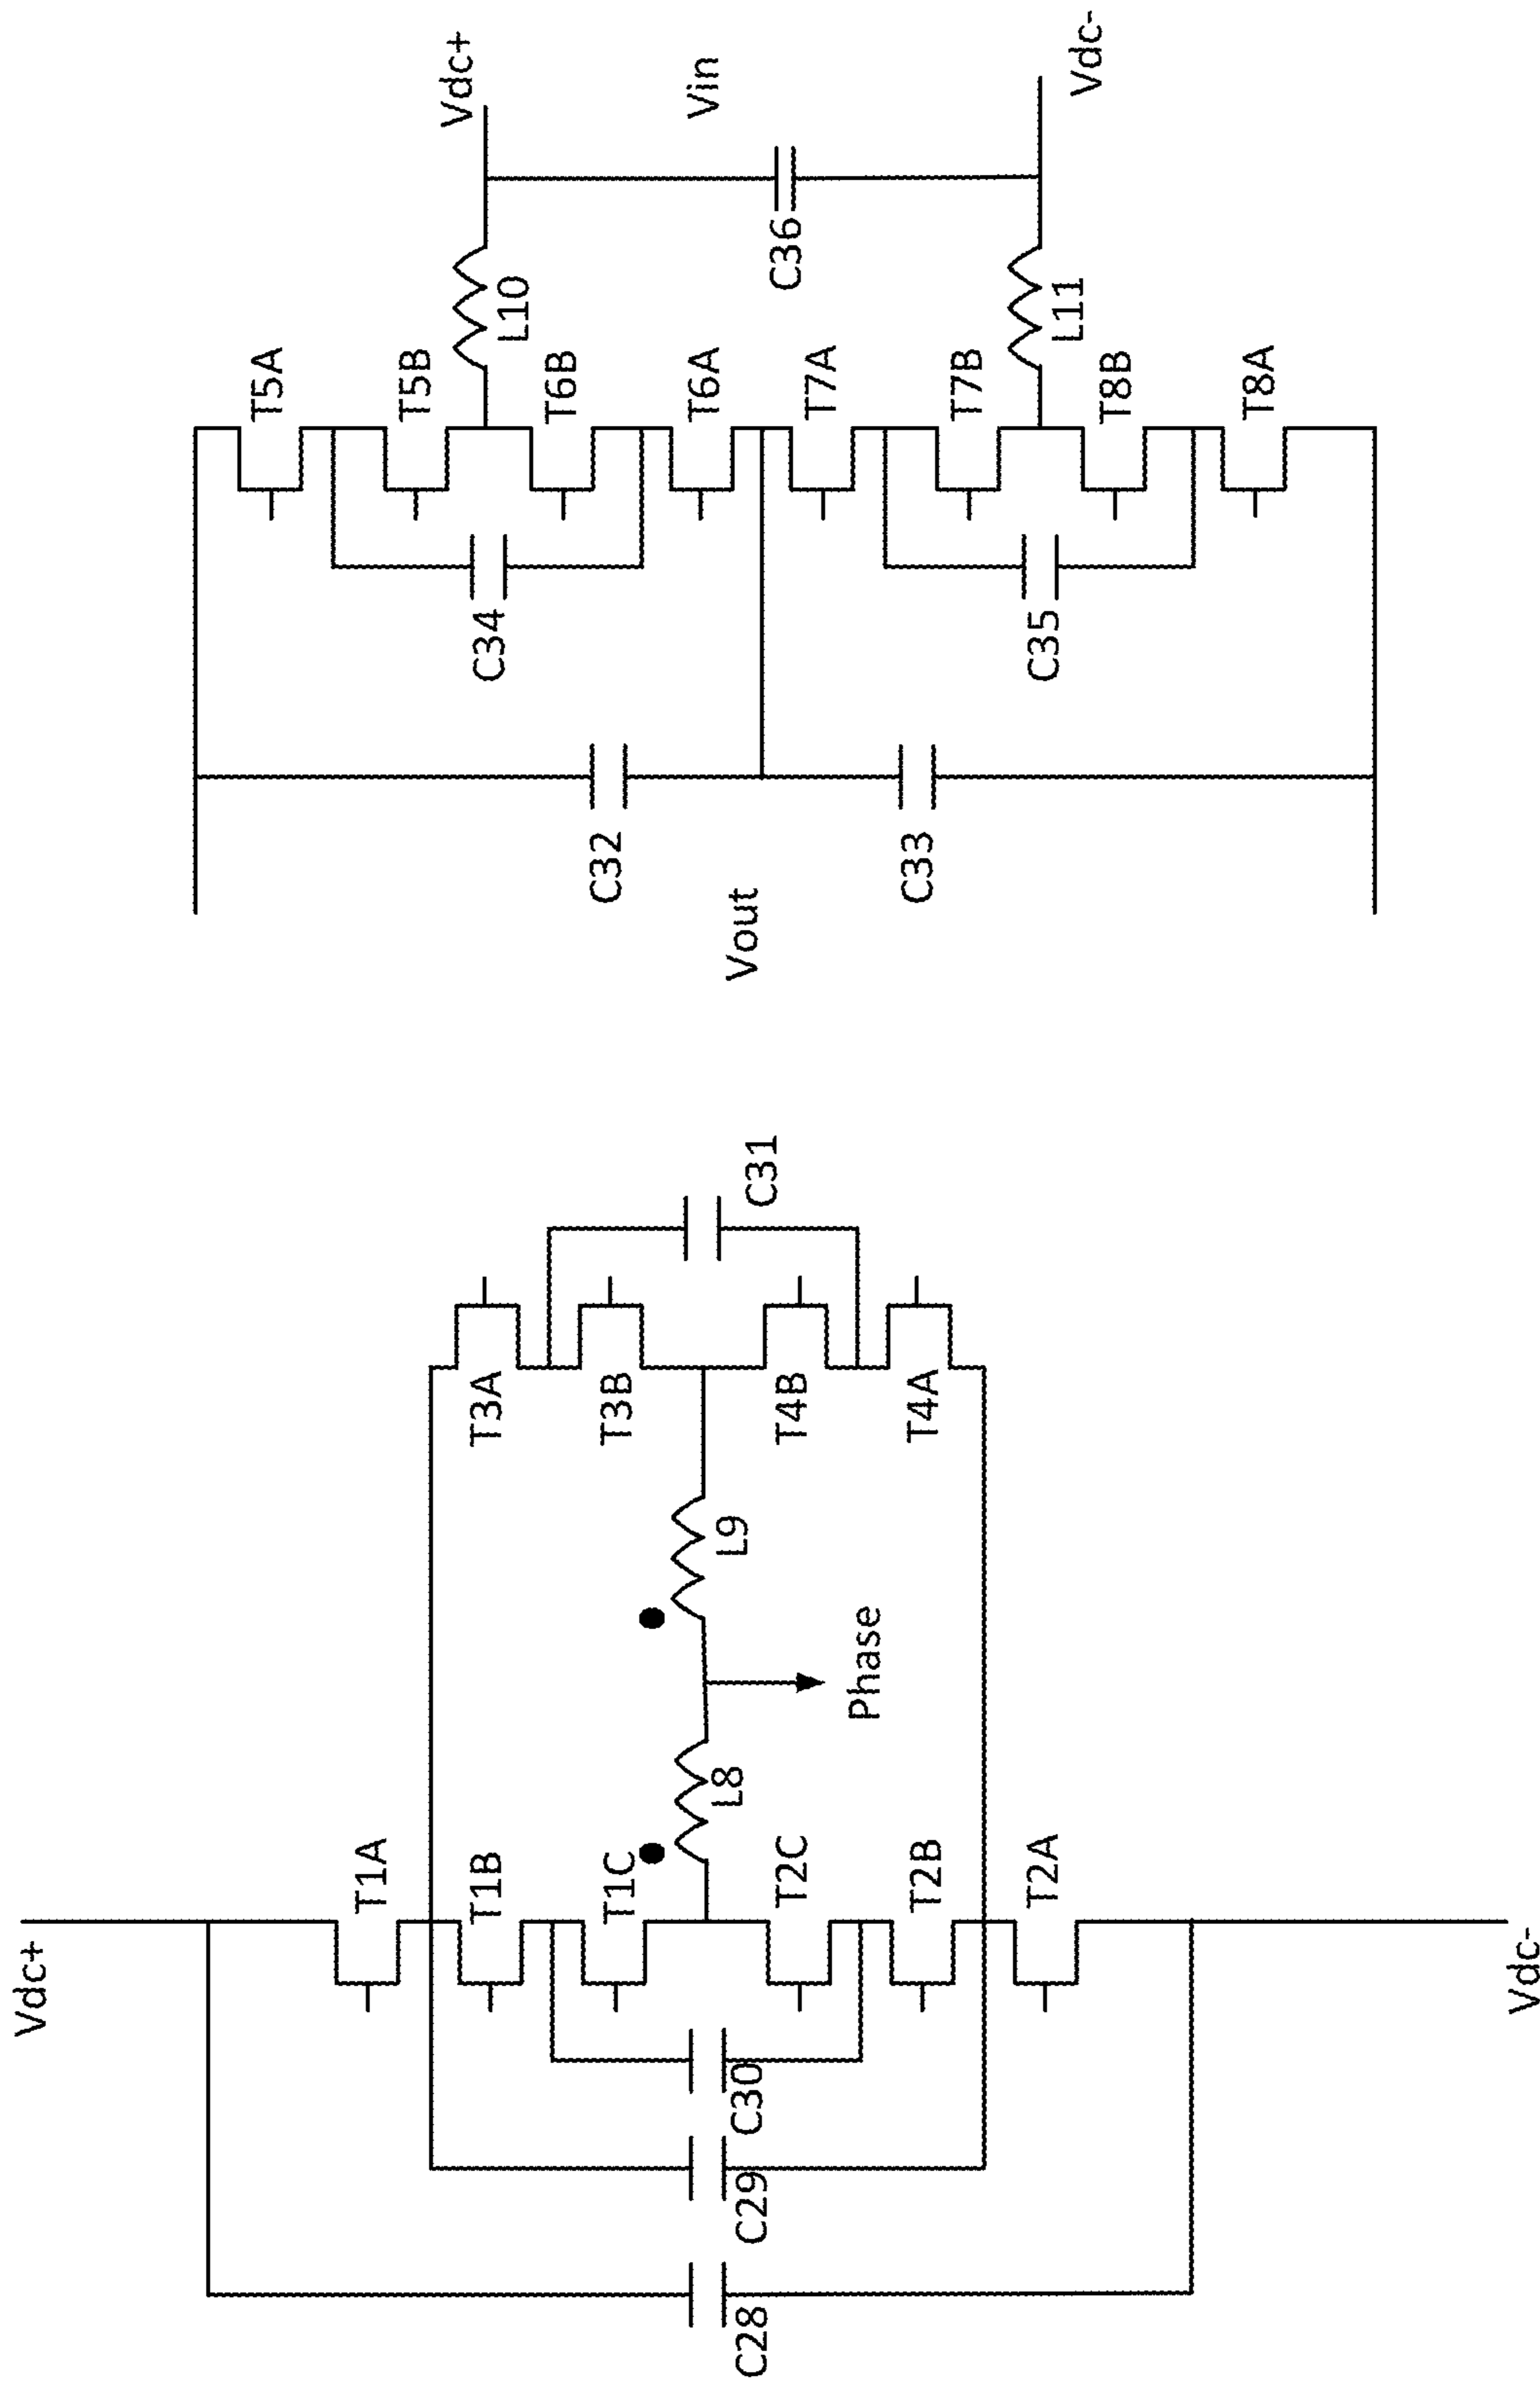 Vdc+
T1A
T1B
T1C
T2C
T2B
T2A
Vdc-
C28
C29
C30
L8
L9
Phase
T3A
T3B
T4B
T4A
C31
Vout
C32
C33
C34
C35
T5A
T5B
T6B
T6A
T7A
T7B
T8B
T8A
L10
L11
C36
Vdc+
Vin
Vdc-